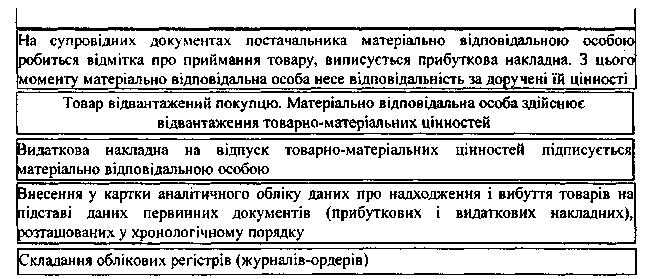 На супровідних документах постачальника матеріально відповідальною особою
робиться відмітка про приймання товару, виписується прибуткова накладна. З цього
моменту матеріально відповідальна особа несе відповідальність за доручені їй цінності
Товар відвантажений покупцю. Матеріально відповідальна особа здійснює
відвантаження товарно-матеріальних цінностей
Видаткова накладна на відпуск товарно-матеріальних цінностей підписується
матеріально відповідальною особою
Внесення у картки аналітичного обліку даних про надходження і вибуття товарів на
підставі даних первинних документів (прибуткових і видаткових накладних),
розташованих у хронологічному порядку
Складання облікових регістрів (журналів-ордерів)